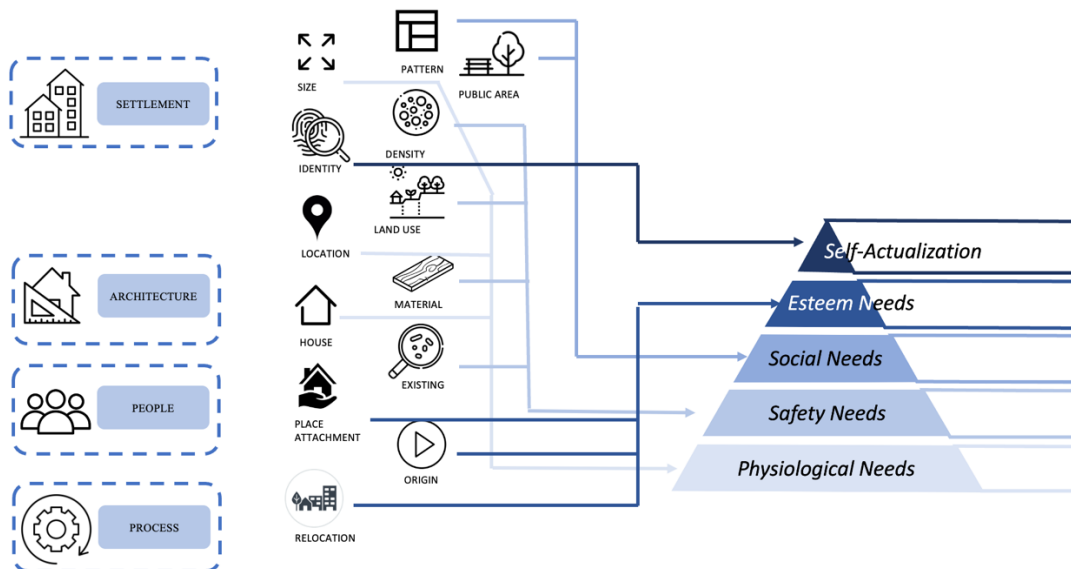 SETTLEMENT
ARCHITECTURE
PEOPLE
PROCESS
SIZE
PATTERN
PUBLIC AREA
IDENTITY
DENSITY
LOCATION
LAND USE
HOUSE
MATERIAL
EXISTING
PLACE
ATTACHMENT
ORIGIN
RELOCATION
Self-Actualization
Esteem Needs
Social Needs
Safety Needs
Physiological Needs